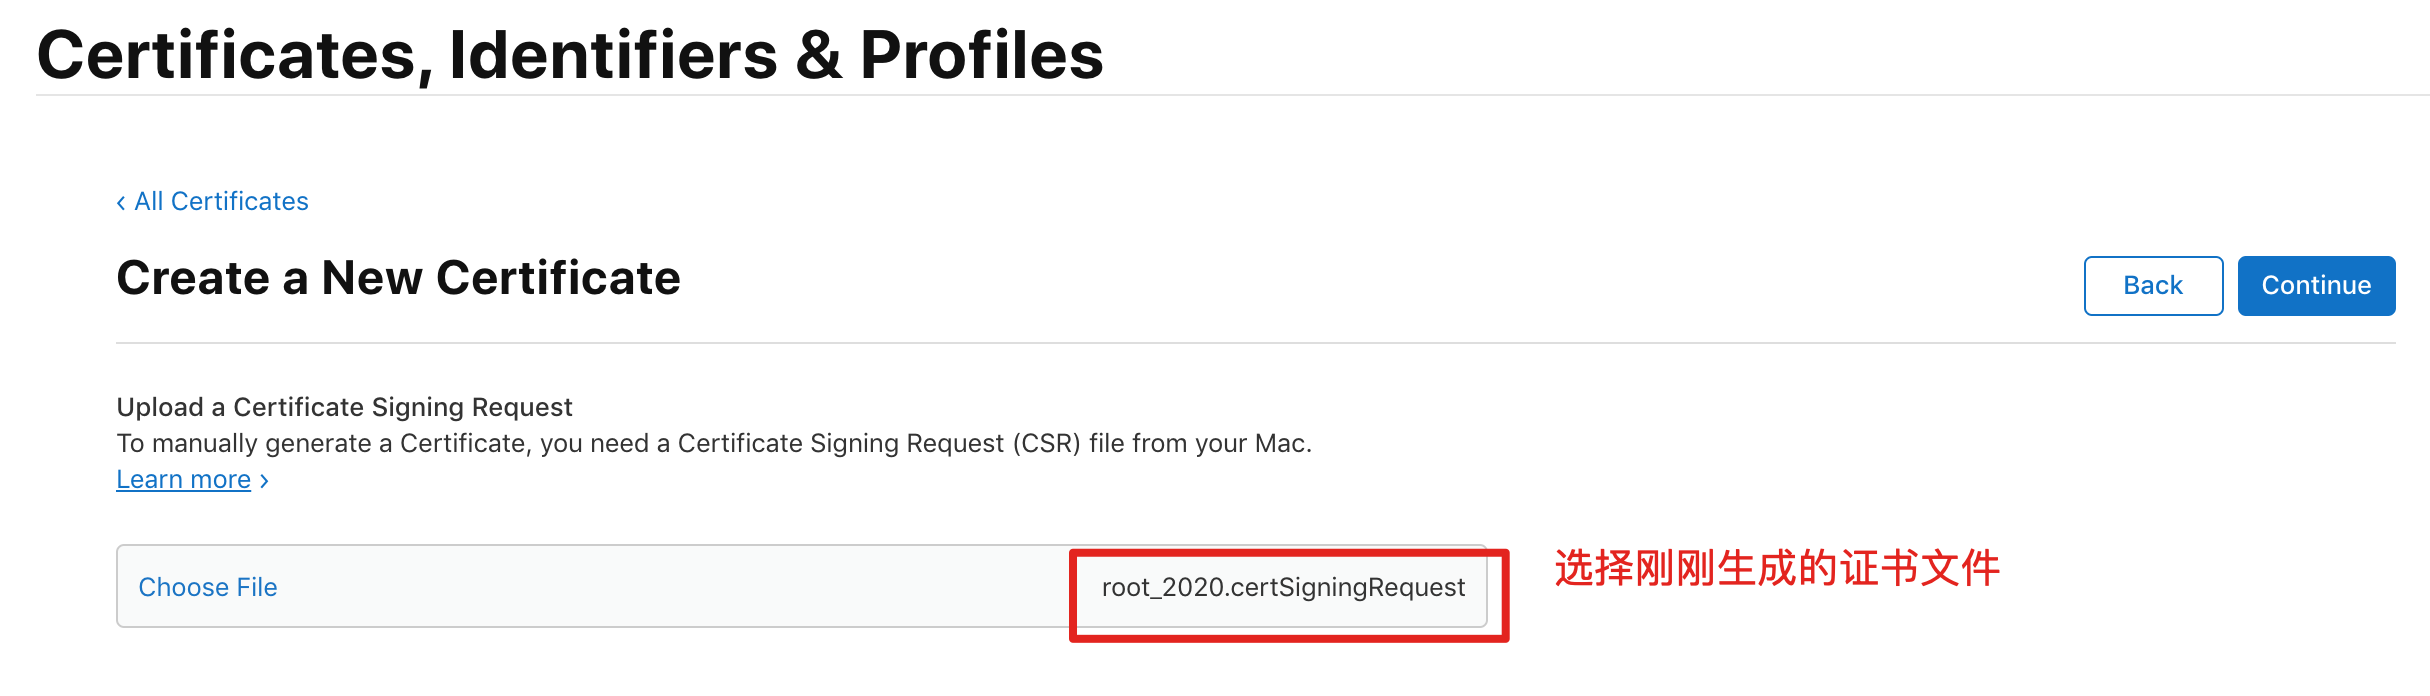 Certificates, Identifiers & Profiles
‹ All Certificates
Create a New Certificate
Back
Continue
Upload a Certificate Signing Request
To manually generate a Certificate, you need a Certificate Signing Request (CSR) file from your Mac.
Learn more ›
Choose File
root_2020.certSigningRequest
选择刚刚生成的证书文件